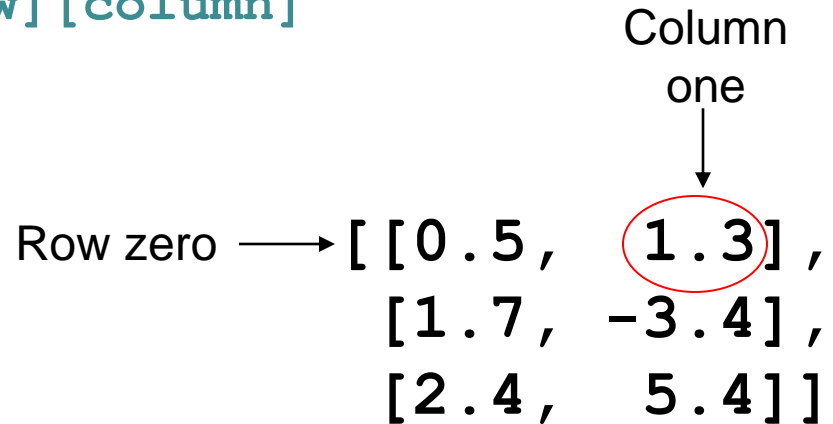 w][column]
Column
one
Row zero
[[0.5, 1.3],
[1.7, -3.4],
[2.4, 5.4]]